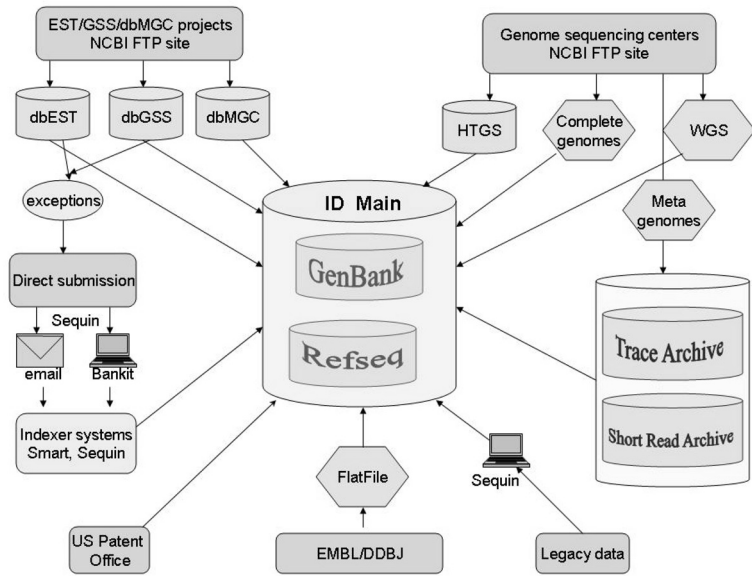 EST/GSS/dbMGC projects
NCBI FTP site
Genome sequencing centers
NCBI FTP site
dbEST
dbGSS
dbMGC
HTGS
Complete
genomes
WGS
exceptions
ID Main
Meta
genomes
GenBank
Direct submission
Sequin
Trace Archive
Refseq
email
Bankit
Indexer systems
Smart, Sequin
Short Read Archive
FlatFile
Sequin
US Patent
Office
EMBL/DDBJ
Legacy data